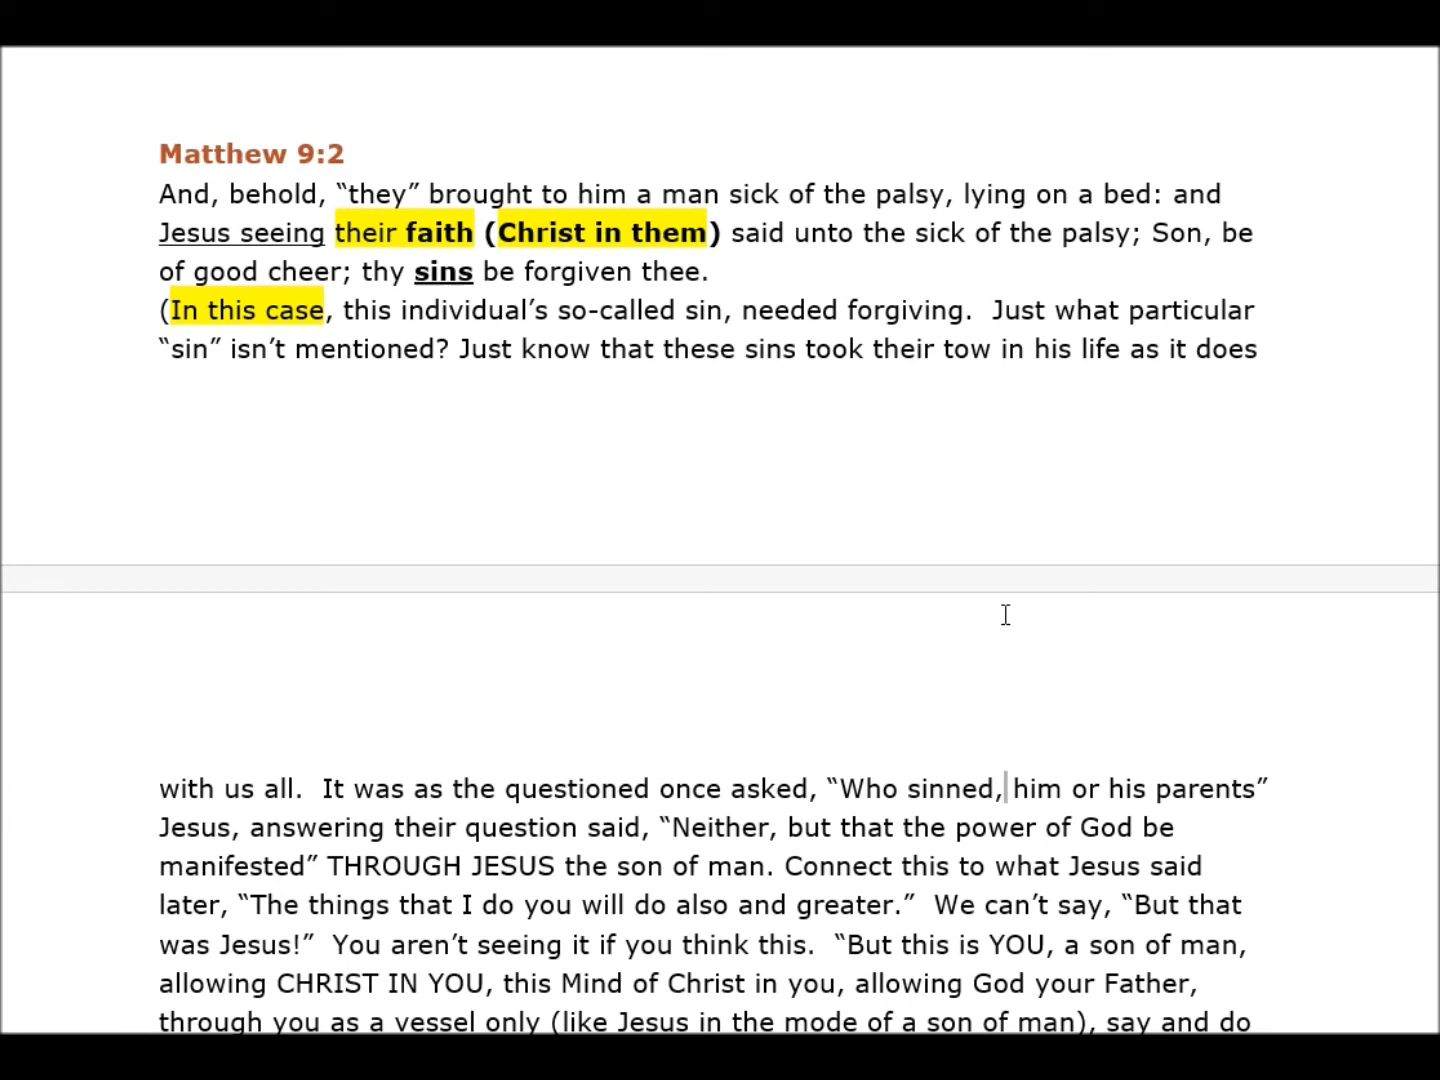 Matthew 9:2
And, behold, “they” brought to him a man sick of the palsy, lying on a bed: and
Jesus seeing their faith (Christ in them) said unto the sick of the palsy; Son, be
of good cheer; thy sins be forgiven thee.
(In this case, this individual’s so-called sin, needed forgiving.  Just what particular
“sin” isn’t mentioned? Just know that these sins took their tow in his life as it does
with us all.  It was as the questioned once asked, “Who sinned, him or his parents”
Jesus, answering their question said, “Neither, but that the power of God be
manifested” THROUGH JESUS the son of man. Connect this to what Jesus said
later, “The things that I do you will do also and greater.”  We can’t say, “But that
was Jesus!”  You aren’t seeing it if you think this.  “But this is YOU, a son of man,
allowing CHRIST IN YOU, this Mind of Christ in you, allowing God your Father,
through you as a vessel only (like Jesus in the mode of a son of man), say and do